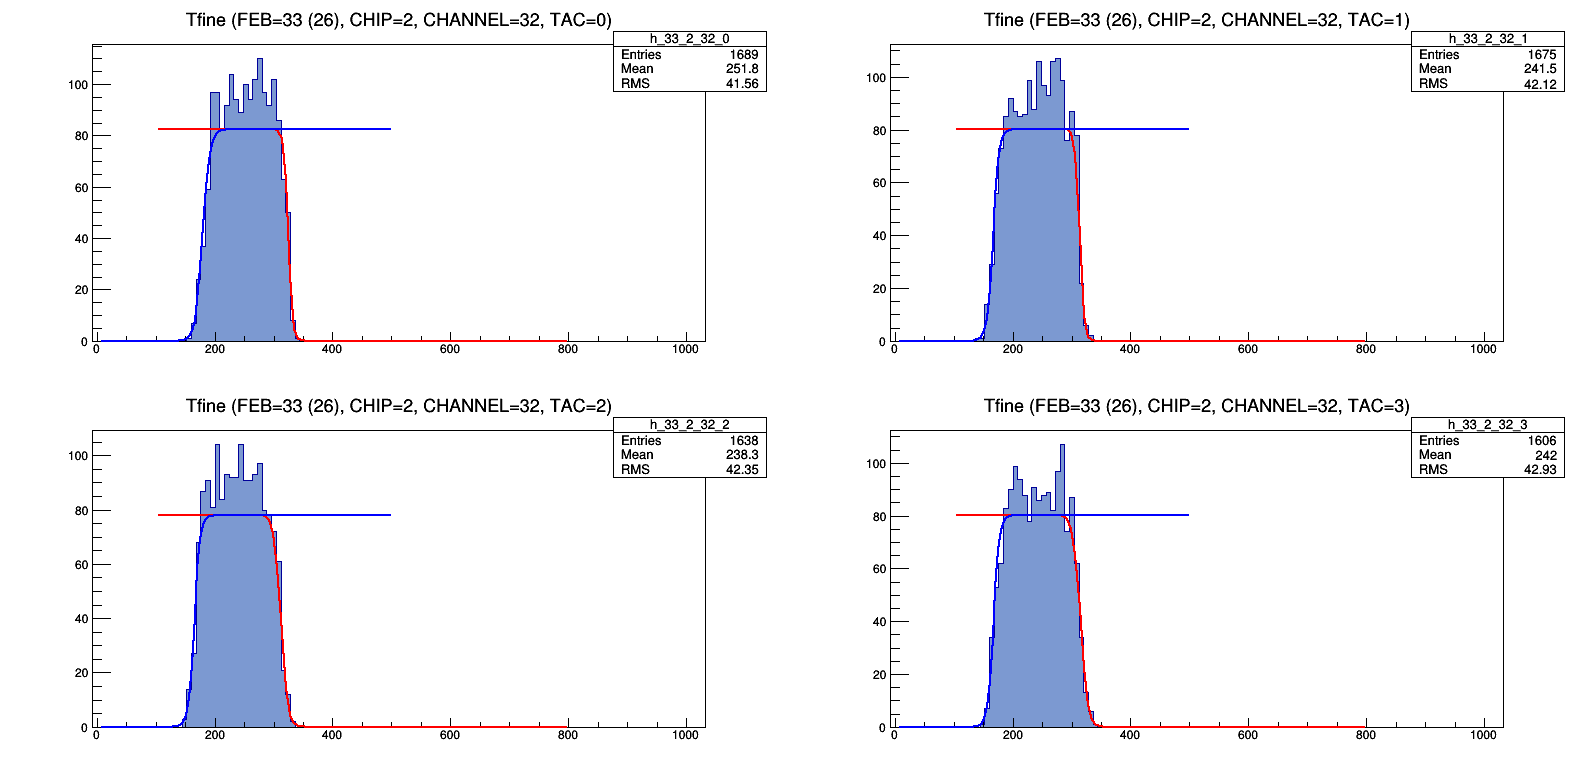 Tfine (FEB=33 (26), CHIP=2, CHANNEL=32, TAC=0)
h_33_2_32_0
Entries 1689
Mean 251.8
RMS 41.56
100
80
60
40
20
0
0 200 400 600 800 1000
Tfine (FEB=33 (26), CHIP=2, CHANNEL=32, TAC=1)
h_33_2_32_1
Entries 1675
Mean 241.5
RMS 42.12
100
80
60
40
20
0
0 200 400 600 800 1000
Tfine (FEB=33 (26), CHIP=2, CHANNEL=32, TAC=2)
h_33_2_32_2
Entries 1638
Mean 238.3
RMS 42.35
100
80
60
40
20
0
0 200 400 600 800 1000
Tfine (FEB=33 (26), CHIP=2, CHANNEL=32, TAC=3)
h_33_2_32_3
Entries 1606
Mean 242
RMS 42.93
100
80
60
40
20
0
0 200 400 600 800 1000